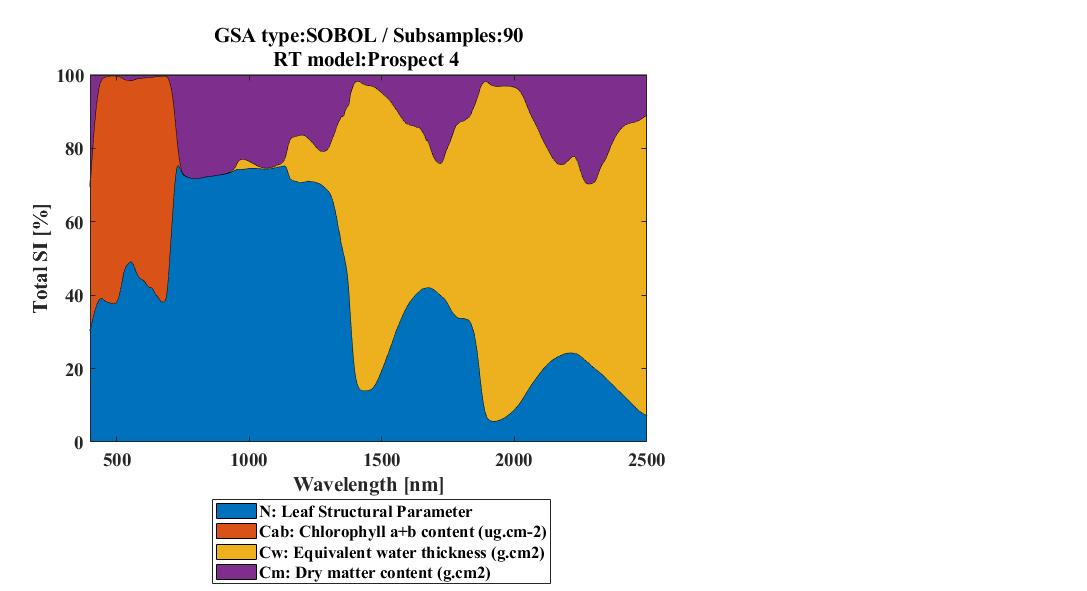 GSA type:SOBOL / Subsamples:90
RT model:Prospect 4
100
80
60
40
20
0
Total SI [%]
500 1000 1500 2000 2500
Wavelength [nm]
N: Leaf Structural Parameter
Cab: Chlorophyll a+b content (ug.cm-2)
Cw: Equivalent water thickness (g.cm2)
Cm: Dry matter content (g.cm2)